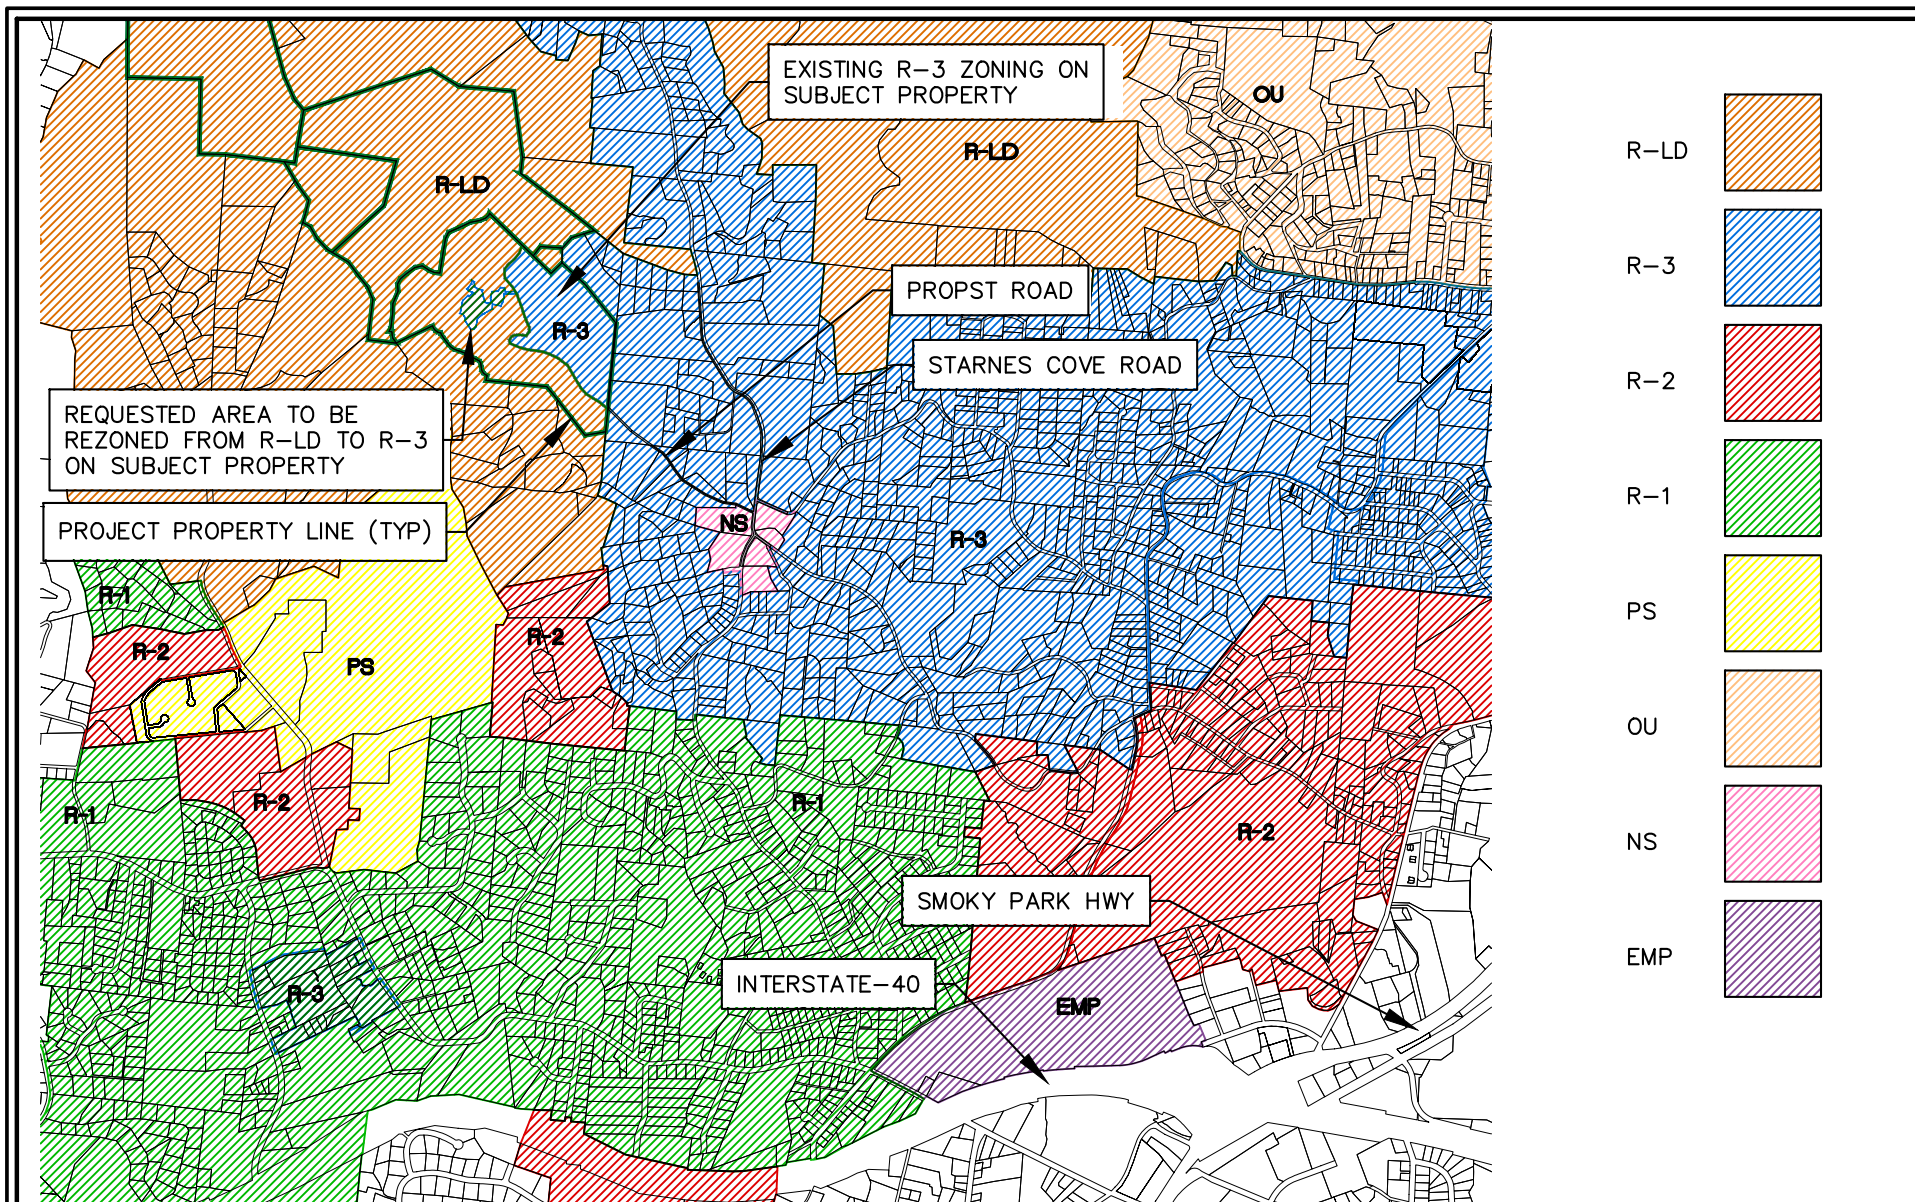 EXISTING R-3 ZONING ON
SUBJECT PROPERTY
OU
R-LD
R-LD
PROPST ROAD
R-3
STARNES COVE ROAD
REQUESTED AREA TO BE
REZONED FROM R-LD TO R-3
ON SUBJECT PROPERTY
PROJECT PROPERTY LINE (TYP)
NS
R-3
R-1
R-2
R-2
PS
R-2
R-1
R-1
R-2
SMOKY PARK HWY
INTERSTATE-40
R-3
EMP
R-LD
R-3
R-2
R-1
PS
OU
NS
EMP